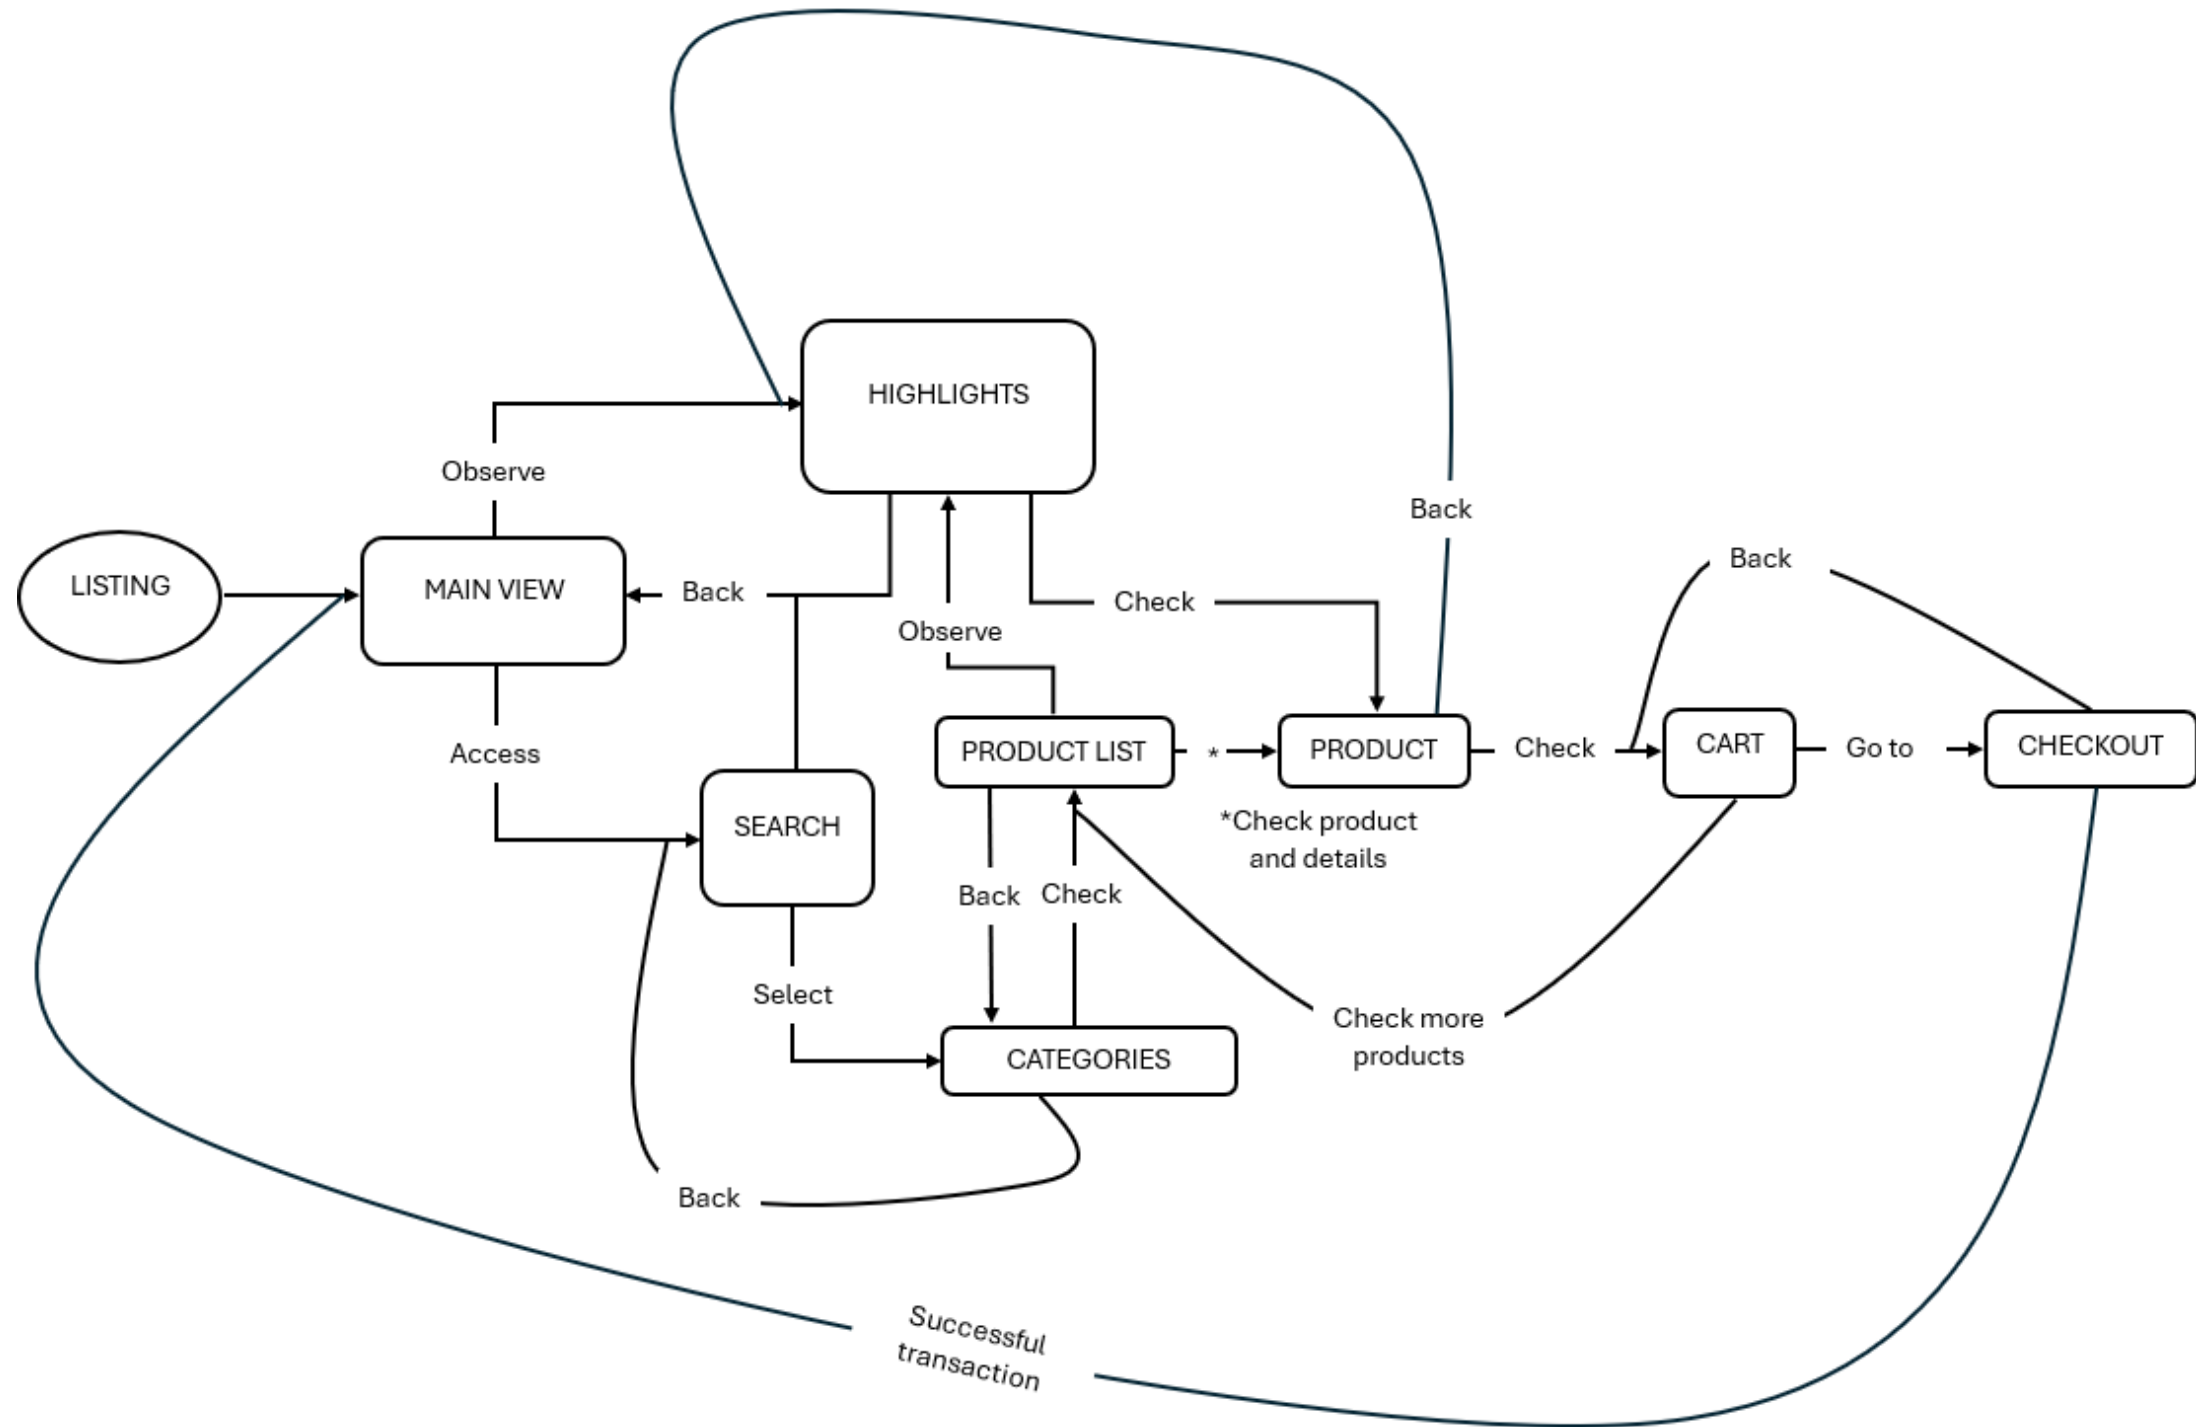 HIGHLIGHTS
Observe
Back
LISTING
MAIN VIEW
Back
Observe
Check
Back
Access
SEARCH
PRODUCT LIST
*
PRODUCT
Check
CART
Go to
CHECKOUT
*Check product
and details
Back
Check
Select
Check more
products
CATEGORIES
Back
Successful
transaction